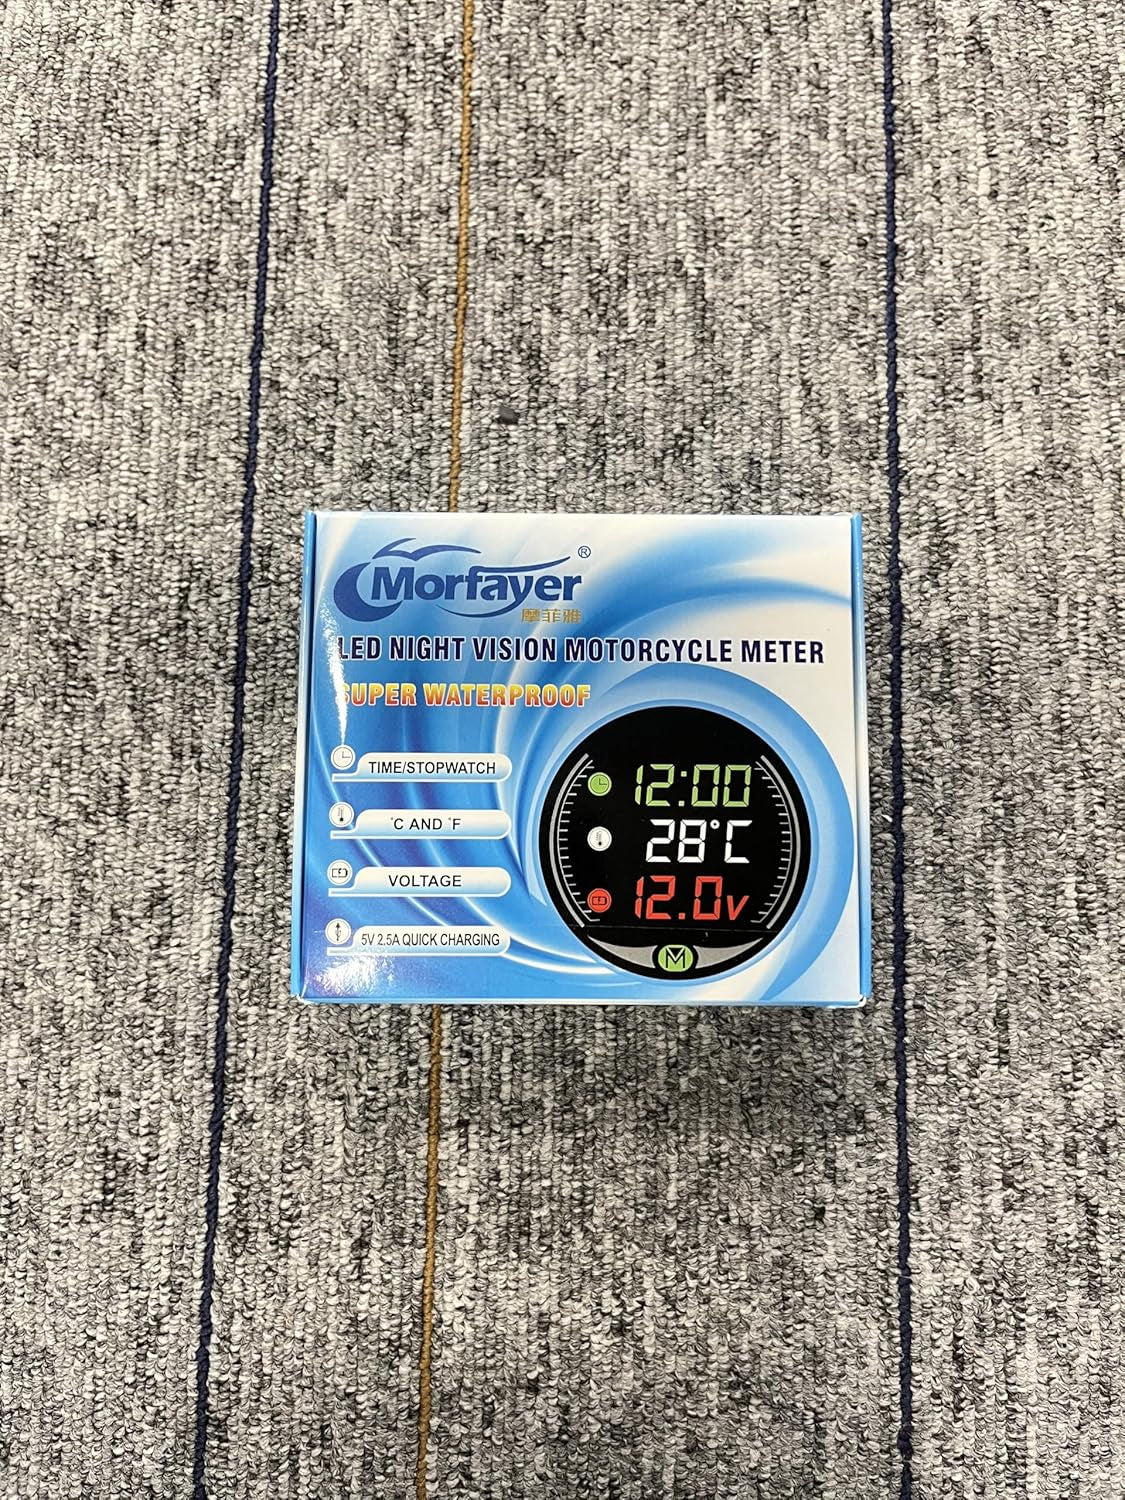 Morfayer®
摩菲雅
LED NIGHT VISION MOTORCYCLE METER
SUPER WATERPROOF
TIME/STOPWATCH
°C AND °F
VOLTAGE
5V 2.5A QUICK CHARGING
12:00
28°C
12.0v
M